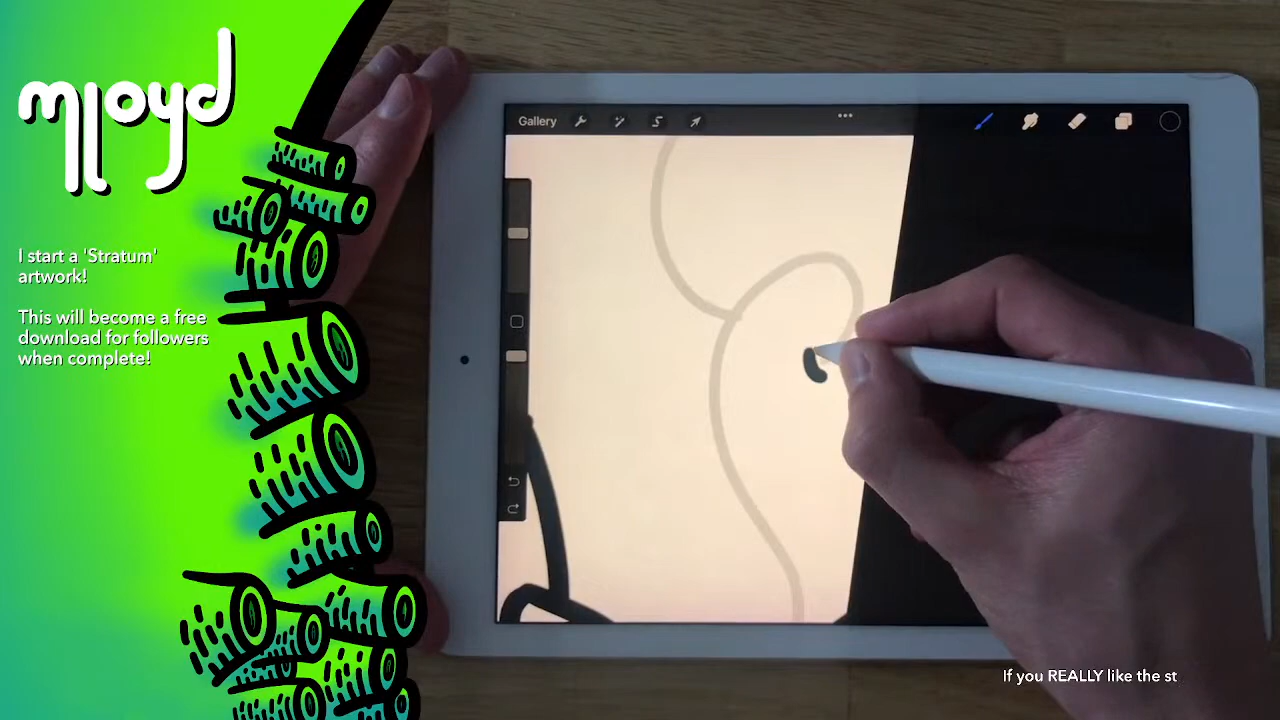 mlloyd
I start a 'Stratum'
artwork!
This will become a free
download for followers
when complete!
Gallery
If you REALLY like the st